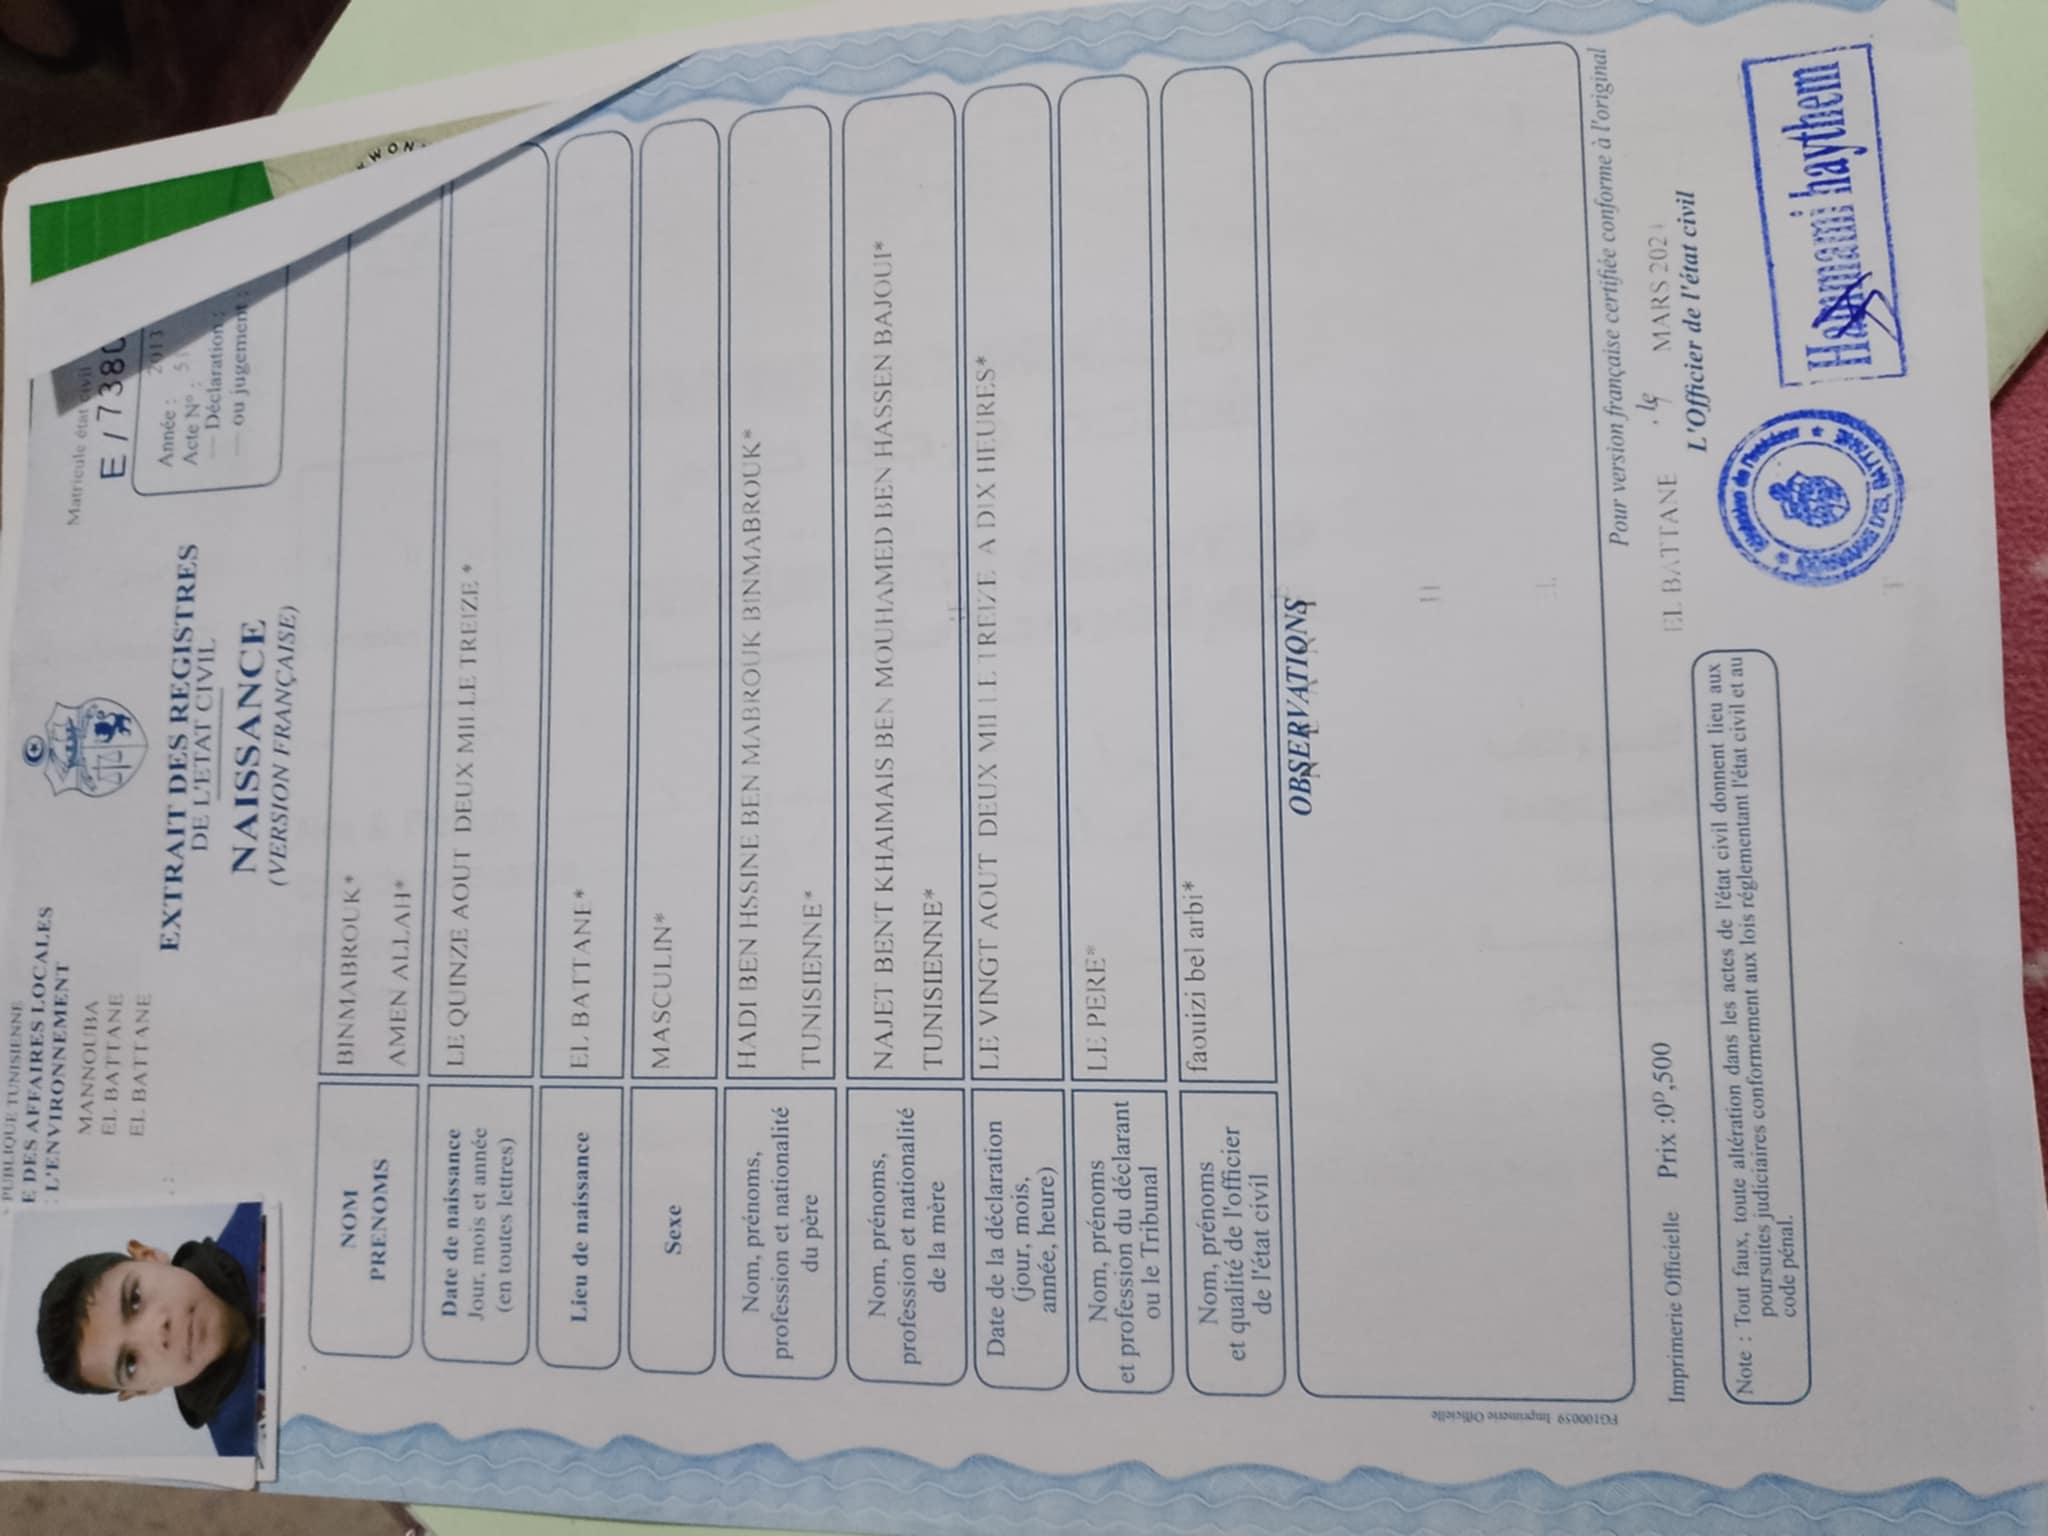 PUBLIQUE TUNISIENNE
E DES AFFAIRES LOCALES
L'ENVIRONNEMENT
MANNOUBA
EL BATTANE
EL BATTANE
Matricule état civil
E / 7380
Année : 2013
Acte N° :
— Déclaration :
— ou jugement :
EXTRAIT DES REGISTRES
DE L'ETAT CIVIL
NAISSANCE
(VERSION FRANÇAISE)
NOM
PRENOMS
BINMABROUK*
AMEN ALLAH*
Date de naissance
Jour, mois et année
(en toutes lettres)
LE QUINZE AOUT DEUX MILLE TREIZE *
Lieu de naissance
EL BATTANE*
Sexe
MASCULIN*
Nom, prénoms,
profession et nationalité
du père
HADI BEN HSSINE BEN MABROUK BINMABROUK*
TUNISIENNE*
Nom, prénoms,
profession et nationalité
de la mère
NAJET BENT KHAIMAIS BEN MOUHAMED BEN HASSEN BAJOUI*
TUNISIENNE*
Date de la déclaration
(jour, mois,
année, heure)
LE VINGT AOUT DEUX MILLE TREIZE A DIX HEURES*
Nom, prénoms
et profession du déclarant
ou le Tribunal
LE PERE*
Nom, prénoms
et qualité de l'officier
de l'état civil
faouizi bel arbi*
OBSERVATIONS
Pour version française certifiée conforme à l'original
EL BATTANE le MARS 202
L'Officier de l'état civil
Hammami haythem
Imprimerie Officielle Prix :0ᴰ,500
Note : Tout faux, toute altération dans les actes de l'état civil donnent lieu aux
poursuites judiciaires conformement aux lois réglementant l'état civil et au
code pénal.
FG100059 Imprimerie Officielle